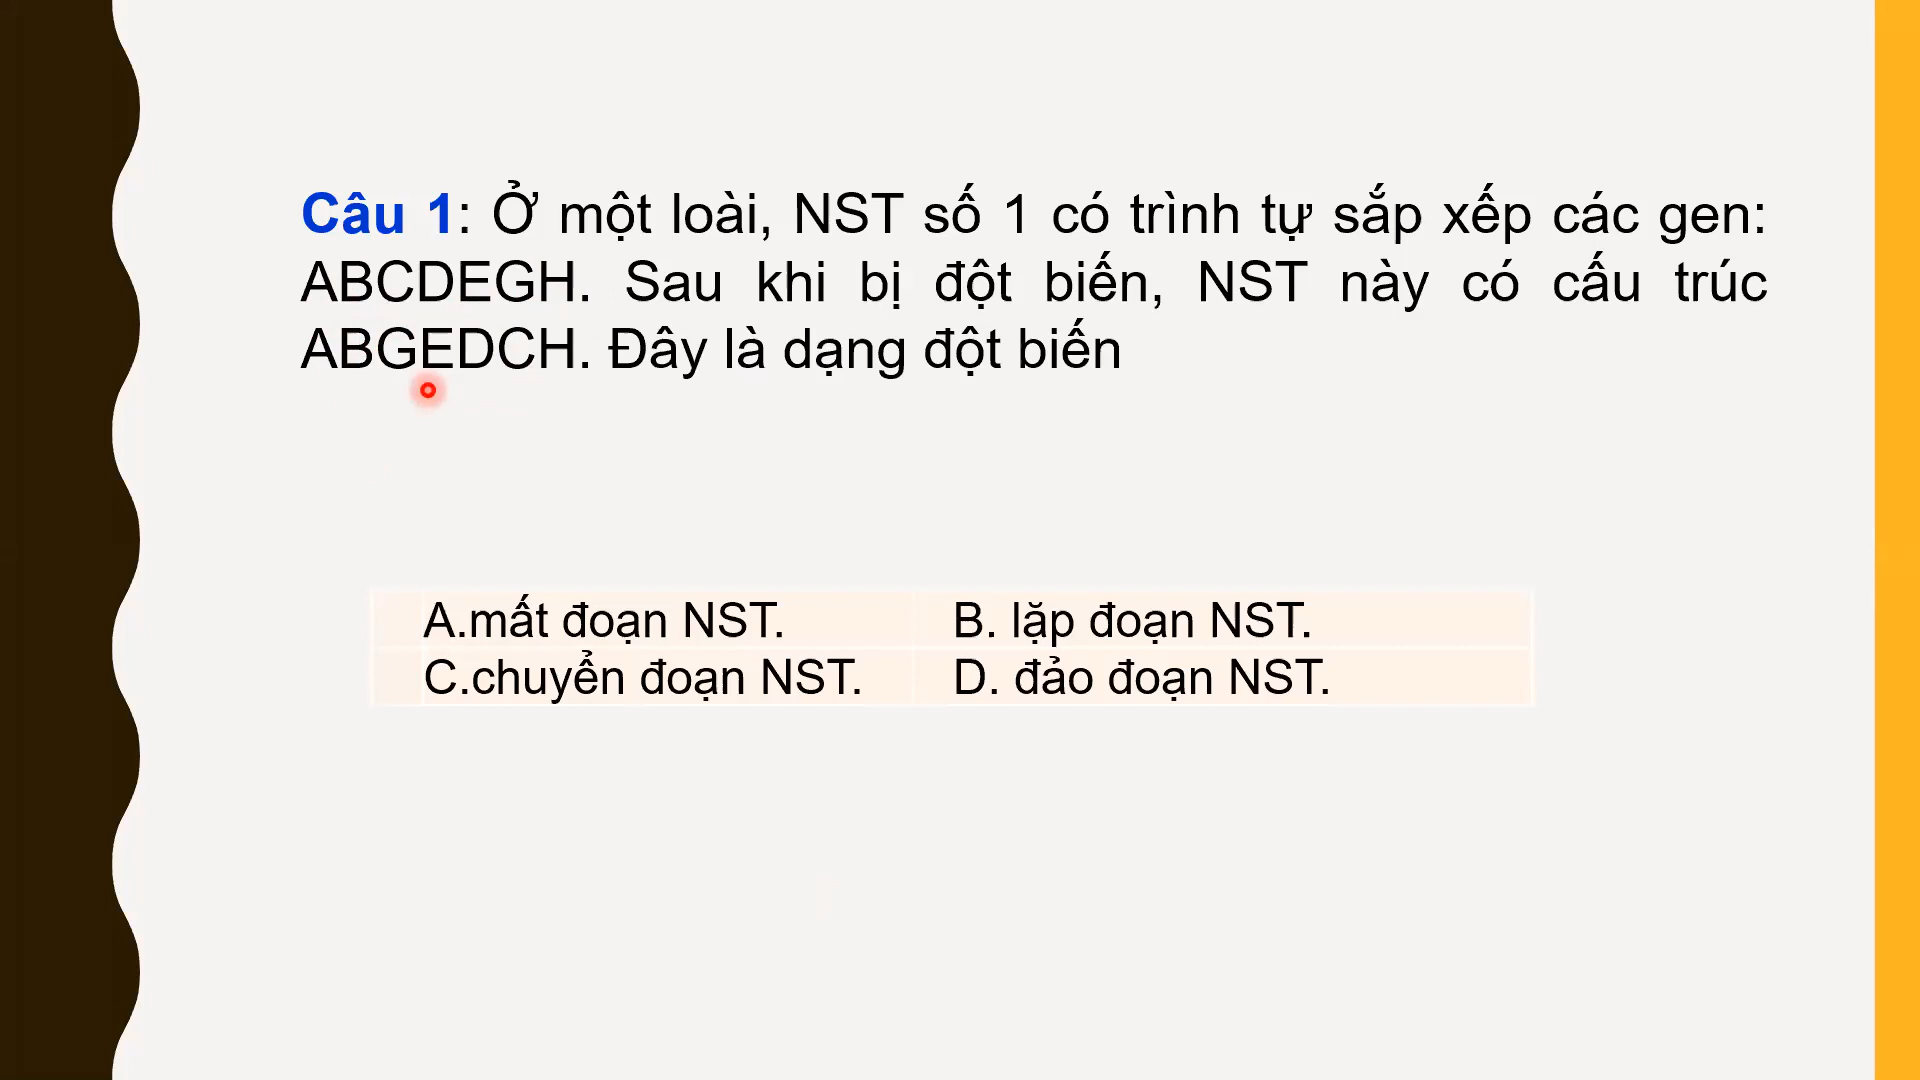 Câu 1: Ở một loài, NST số 1 có trình tự sắp xếp các gen:
ABCDEGH. Sau khi bị đột biến, NST này có cấu trúc
ABGEDCH. Đây là dạng đột biến
A.mất đoạn NST. B. lặp đoạn NST.
C.chuyển đoạn NST. D. đảo đoạn NST.